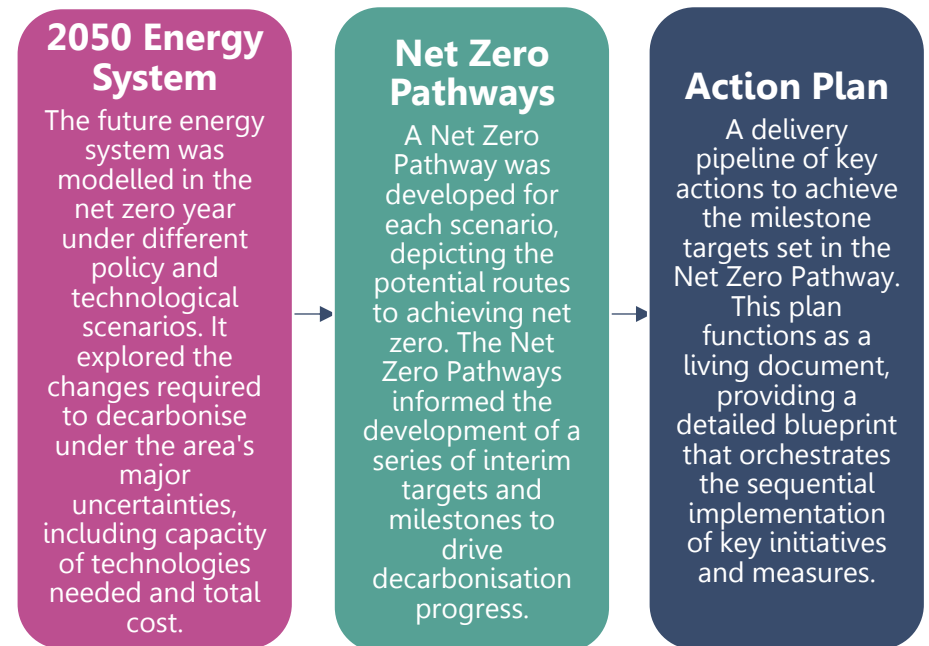 2050 Energy
System
The future energy
system was
modelled in the
net zero year
under different
policy and
technological
scenarios. It
explored the
changes required
to decarbonise
under the area's
major
uncertainties,
including capacity
of technologies
needed and total
cost.
Net Zero
Pathways
A Net Zero
Pathway was
developed for
each scenario,
depicting the
potential routes
to achieving net
zero. The Net
Zero Pathways
informed the
development of a
series of interim
targets and
milestones to
drive
decarbonisation
progress.
Action Plan
A delivery
pipeline of key
actions to achieve
the milestone
targets set in the
Net Zero Pathway.
This plan
functions as a
living document,
providing a
detailed blueprint
that orchestrates
the sequential
implementation
of key initiatives
and measures.